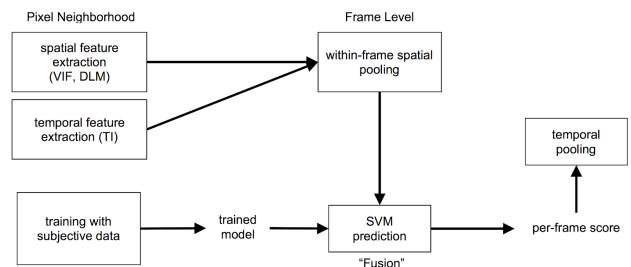 Pixel Neighborhood
Frame Level
spatial feature
extraction
(VIF, DLM)
within-frame spatial
pooling
temporal feature
extraction (TI)
temporal
pooling
training with
subjective data
trained
model
SVM
prediction
per-frame score
“Fusion”